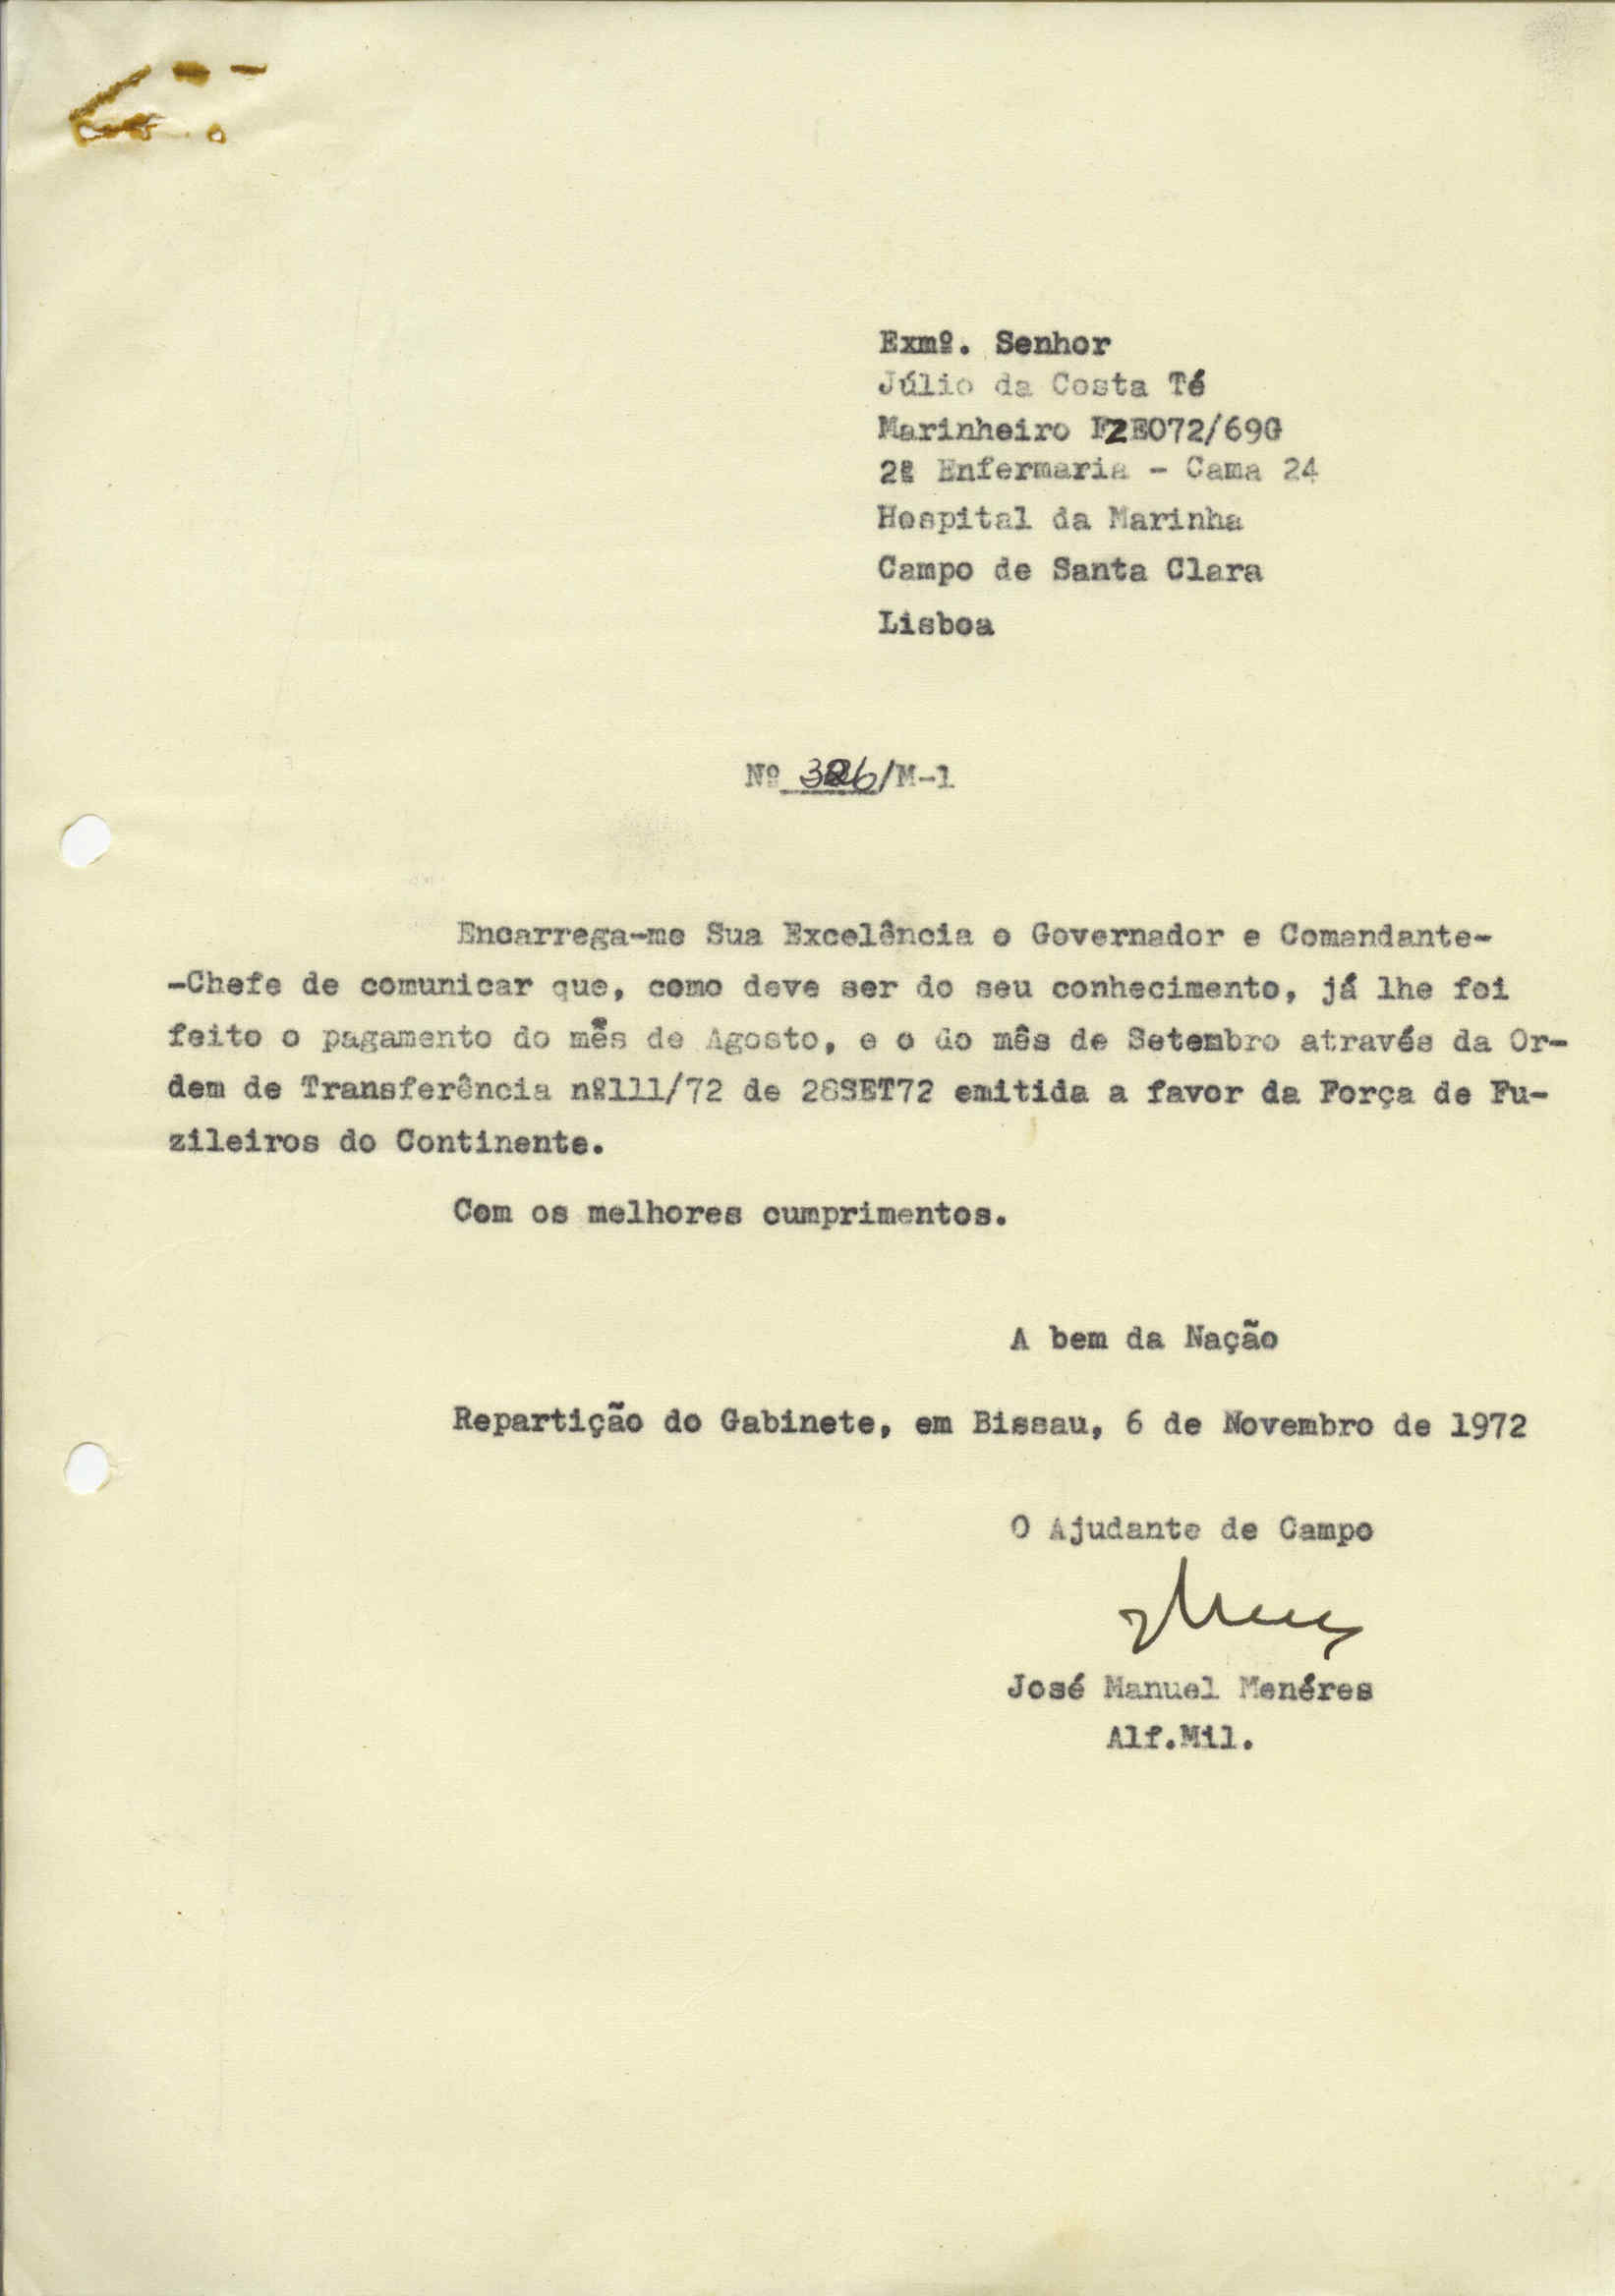 Exmº. Senhor
Júlio da Costa Té
Marinheiro FZE072/69G
2ª Enfermaria - Cama 24
Hospital da Marinha
Campo de Santa Clara
Lisboa
Nº 326/M-1
Encarrega-me Sua Excelência o Governador e Comandante-
-Chefe de comunicar que, como deve ser do seu conhecimento, já lhe foi
feito o pagamento do mês de Agosto, e o do mês de Setembro através da Or-
dem de Transferência nº111/72 de 28SET72 emitida a favor da Força de Fu-
zileiros do Continente.
Com os melhores cumprimentos.
A bem da Nação
Repartição do Gabinete, em Bissau, 6 de Novembro de 1972
O Ajudante de Campo
José Manuel Menéres
Alf.Mil.